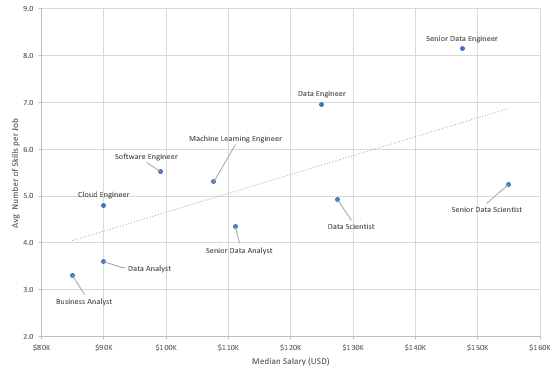 9.0
8.0
7.0
6.0
5.0
4.0
3.0
2.0
Avg Number of Skills per Job
Senior Data Engineer
Data Engineer
Machine Learning Engineer
Software Engineer
Cloud Engineer
Senior Data Scientist
Data Scientist
Senior Data Analyst
Data Analyst
Business Analyst
$80K $90K $100K $110K $120K $130K $140K $150K $160K
Median Salary (USD)